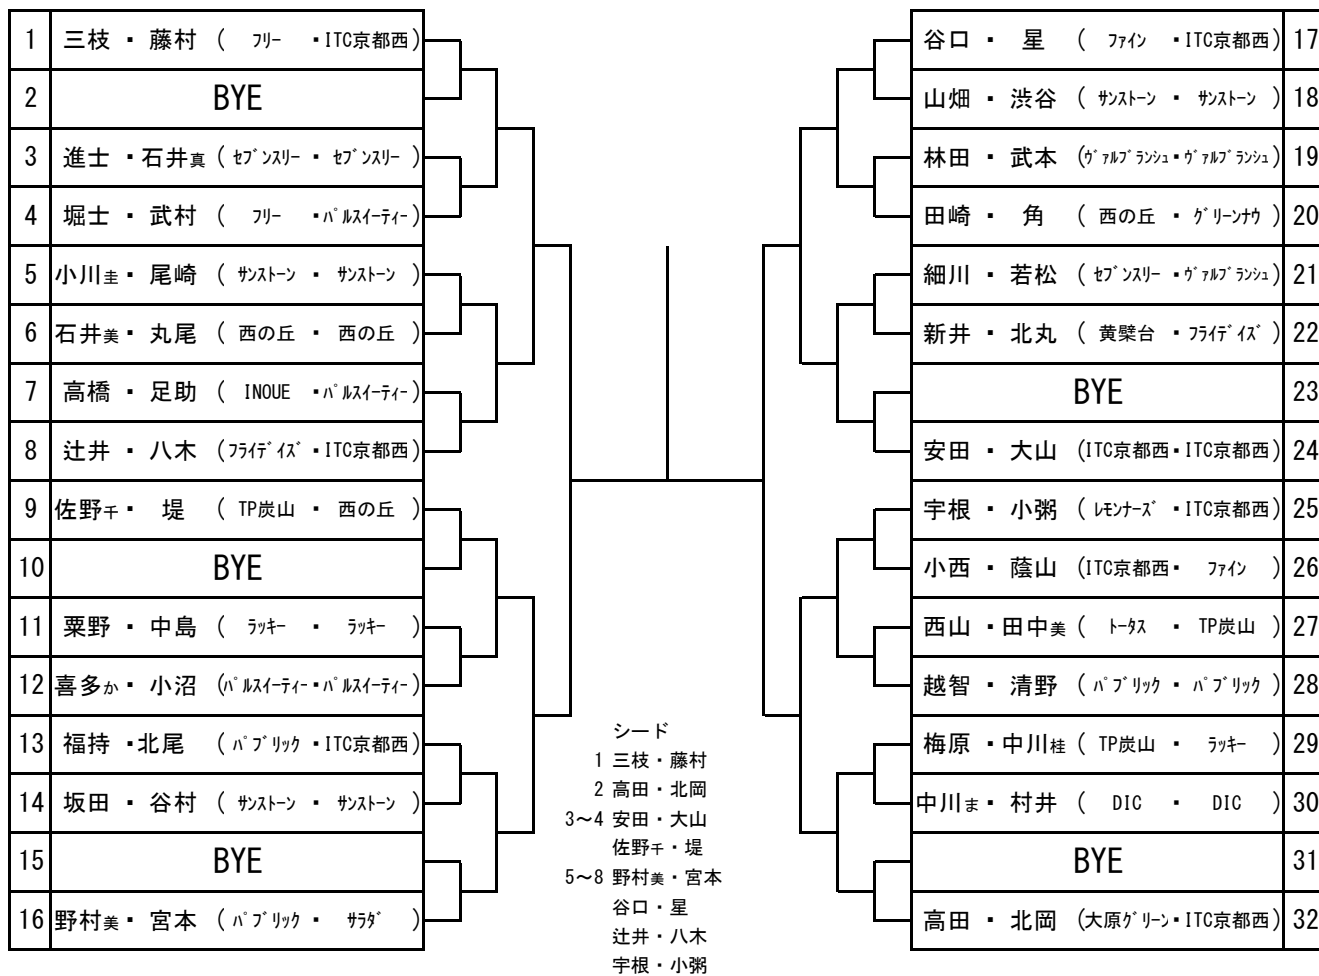 1 三枝 ・ 藤村 ( ﾌﾘｰ ・ITC京都西)
2 BYE
3 進士 ・石井真 ( ｾﾌﾞﾝｽﾘｰ ・ ｾﾌﾞﾝｽﾘｰ )
4 堀士 ・ 武村 ( ﾌﾘｰ ・ﾊﾟﾙｽｲｰﾃｨｰ)
5 小川圭・ 尾崎 ( ｻﾝｽﾄｰﾝ ・ ｻﾝｽﾄｰﾝ )
6 石井美・ 丸尾 ( 西の丘 ・ 西の丘 )
7 高橋 ・ 足助 ( INOUE ・ﾊﾟﾙｽｲｰﾃｨｰ)
8 辻井 ・ 八木 (ﾌﾗｲﾃﾞｲｽﾞ・ITC京都西)
9 佐野千・ 堤 ( TP炭山 ・ 西の丘 )
10 BYE
11 粟野 ・ 中島 ( ﾗｯｷｰ ・ ﾗｯｷｰ )
12 喜多か・ 小沼 (ﾊﾟﾙｽｲｰﾃｨｰ・ﾊﾟﾙｽｲｰﾃｨｰ)
13 福持 ・北尾 ( ﾊﾟﾌﾞﾘｯｸ ・ITC京都西)
14 坂田 ・ 谷村 ( ｻﾝｽﾄｰﾝ ・ ｻﾝｽﾄｰﾝ )
15 BYE
16 野村美・ 宮本 ( ﾊﾟﾌﾞﾘｯｸ ・ ｻﾗﾀﾞ )
シード
1 三枝・藤村
2 高田・北岡
3～4 安田・大山
佐野千・堤
5～8 野村美・宮本
谷口・星
辻井・八木
宇根・小粥
谷口 ・ 星 ( ﾌｧｲﾝ ・ITC京都西) 17
山畑 ・ 渋谷 ( ｻﾝｽﾄｰﾝ ・ ｻﾝｽﾄｰﾝ ) 18
林田 ・ 武本 (ｳﾞｧﾙﾌﾞﾗﾝｼｭ・ｳﾞｧﾙﾌﾞﾗﾝｼｭ) 19
田崎 ・ 角 ( 西の丘 ・ ｸﾞﾘｰﾝﾅｳ ) 20
細川 ・ 若松 ( ｾﾌﾞﾝｽﾘｰ ・ｳﾞｧﾙﾌﾞﾗﾝｼｭ) 21
新井 ・ 北丸 ( 黄檗台 ・ﾌﾗｲﾃﾞｲｽﾞ ) 22
BYE 23
安田 ・ 大山 (ITC京都西・ITC京都西) 24
宇根 ・ 小粥 ( ﾚﾓﾝﾅｰｽﾞ ・ITC京都西) 25
小西 ・ 蔭山 (ITC京都西・ ﾌｧｲﾝ ) 26
西山 ・田中美 ( ﾄｰﾀｽ ・ TP炭山 ) 27
越智 ・ 清野 ( ﾊﾟﾌﾞﾘｯｸ ・ ﾊﾟﾌﾞﾘｯｸ ) 28
梅原 ・中川桂 ( TP炭山 ・ ﾗｯｷｰ ) 29
中川ま・ 村井 ( DIC ・ DIC ) 30
BYE 31
高田 ・ 北岡 (大原ｸﾞﾘｰﾝ・ITC京都西) 32